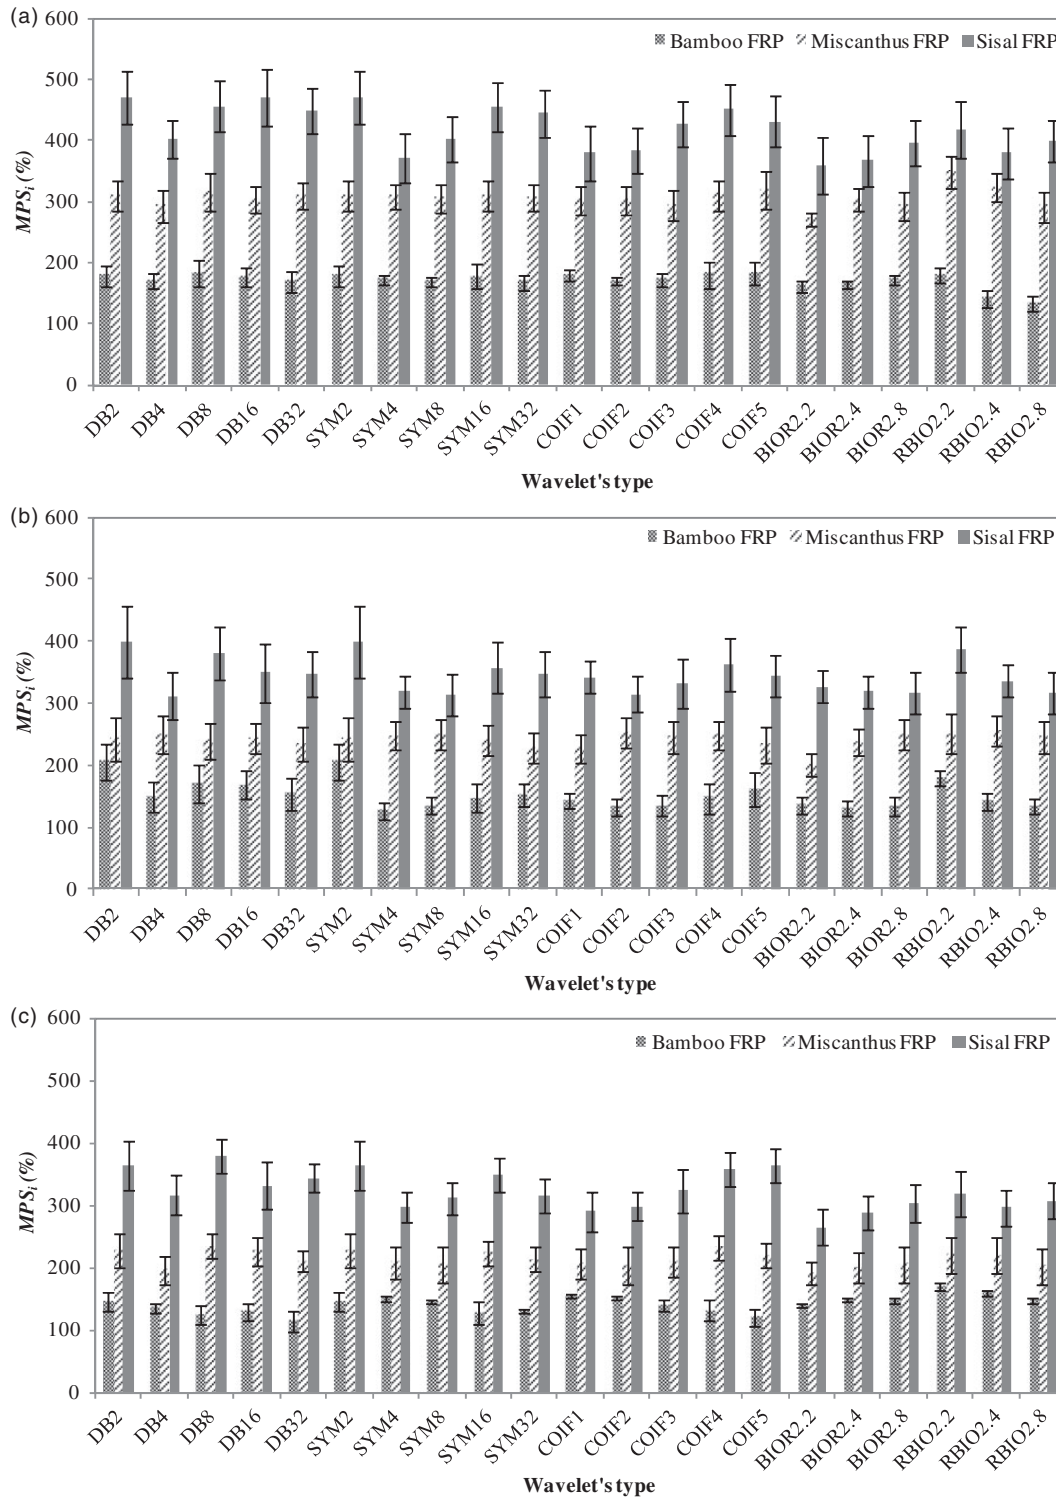 (a)
600
500
400
300
200
100
0
MPSi (%)
Bamboo FRP Miscanthus FRP Sisal FRP
DB2 DB4 DB8 DB16 DB32 SYM2 SYM4 SYM8 SYM16 SYM32 COIF1 COIF2 COIF3 COIF4 COIF5 BIOR2.2 BIOR2.4 BIOR2.8 RBIO2.2 RBIO2.4 RBIO2.8
Wavelet's type
(b)
600
500
400
300
200
100
0
MPSi (%)
Bamboo FRP Miscanthus FRP Sisal FRP
DB2 DB4 DB8 DB16 DB32 SYM2 SYM4 SYM8 SYM16 SYM32 COIF1 COIF2 COIF3 COIF4 COIF5 BIOR2.2 BIOR2.4 BIOR2.8 RBIO2.2 RBIO2.4 RBIO2.8
Wavelet's type
(c)
600
500
400
300
200
100
0
MPSi (%)
Bamboo FRP Miscanthus FRP Sisal FRP
DB2 DB4 DB8 DB16 DB32 SYM2 SYM4 SYM8 SYM16 SYM32 COIF1 COIF2 COIF3 COIF4 COIF5 BIOR2.2 BIOR2.4 BIOR2.8 RBIO2.2 RBIO2.4 RBIO2.8
Wavelet's type